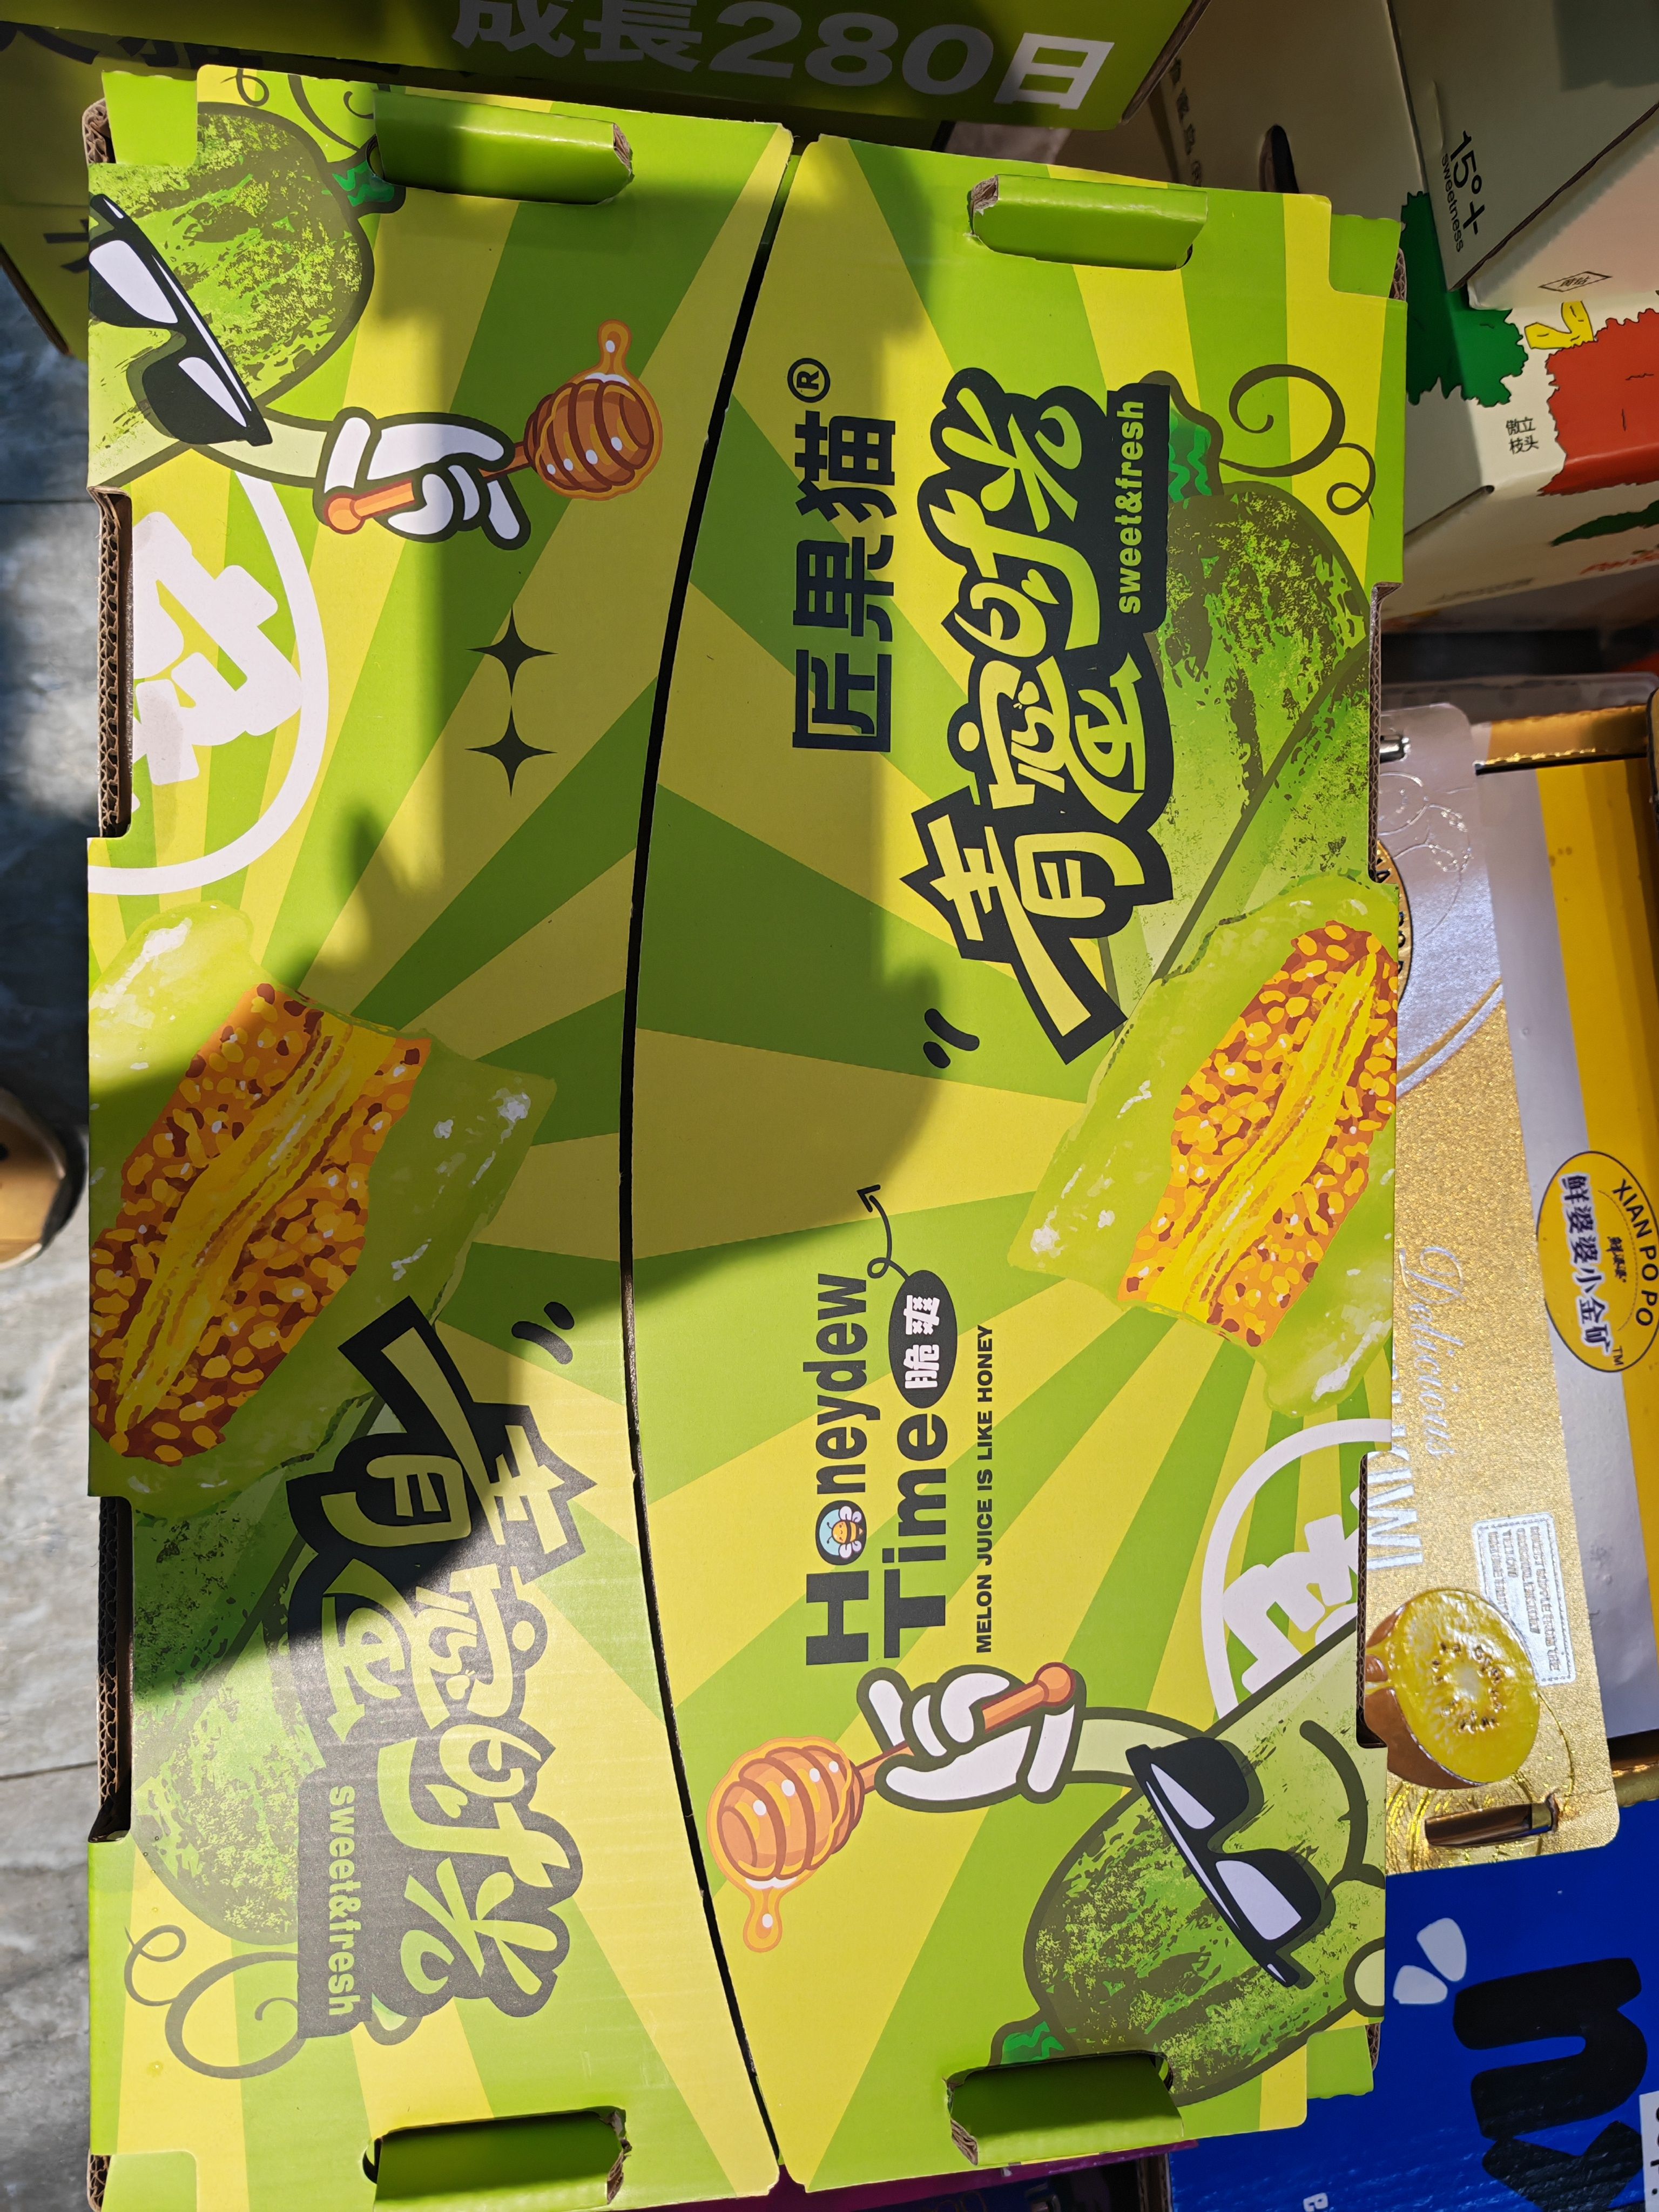 成長280日
匠果猫®
青蜜时光
sweet&fresh
Honeydew
Time 脆爽
MELON JUICE IS LIKE HONEY
青蜜时光
sweet&fresh
15°+
sweetness
傲立
枝头
XIAN PO PO
鲜婆婆小金矿™
Delicious